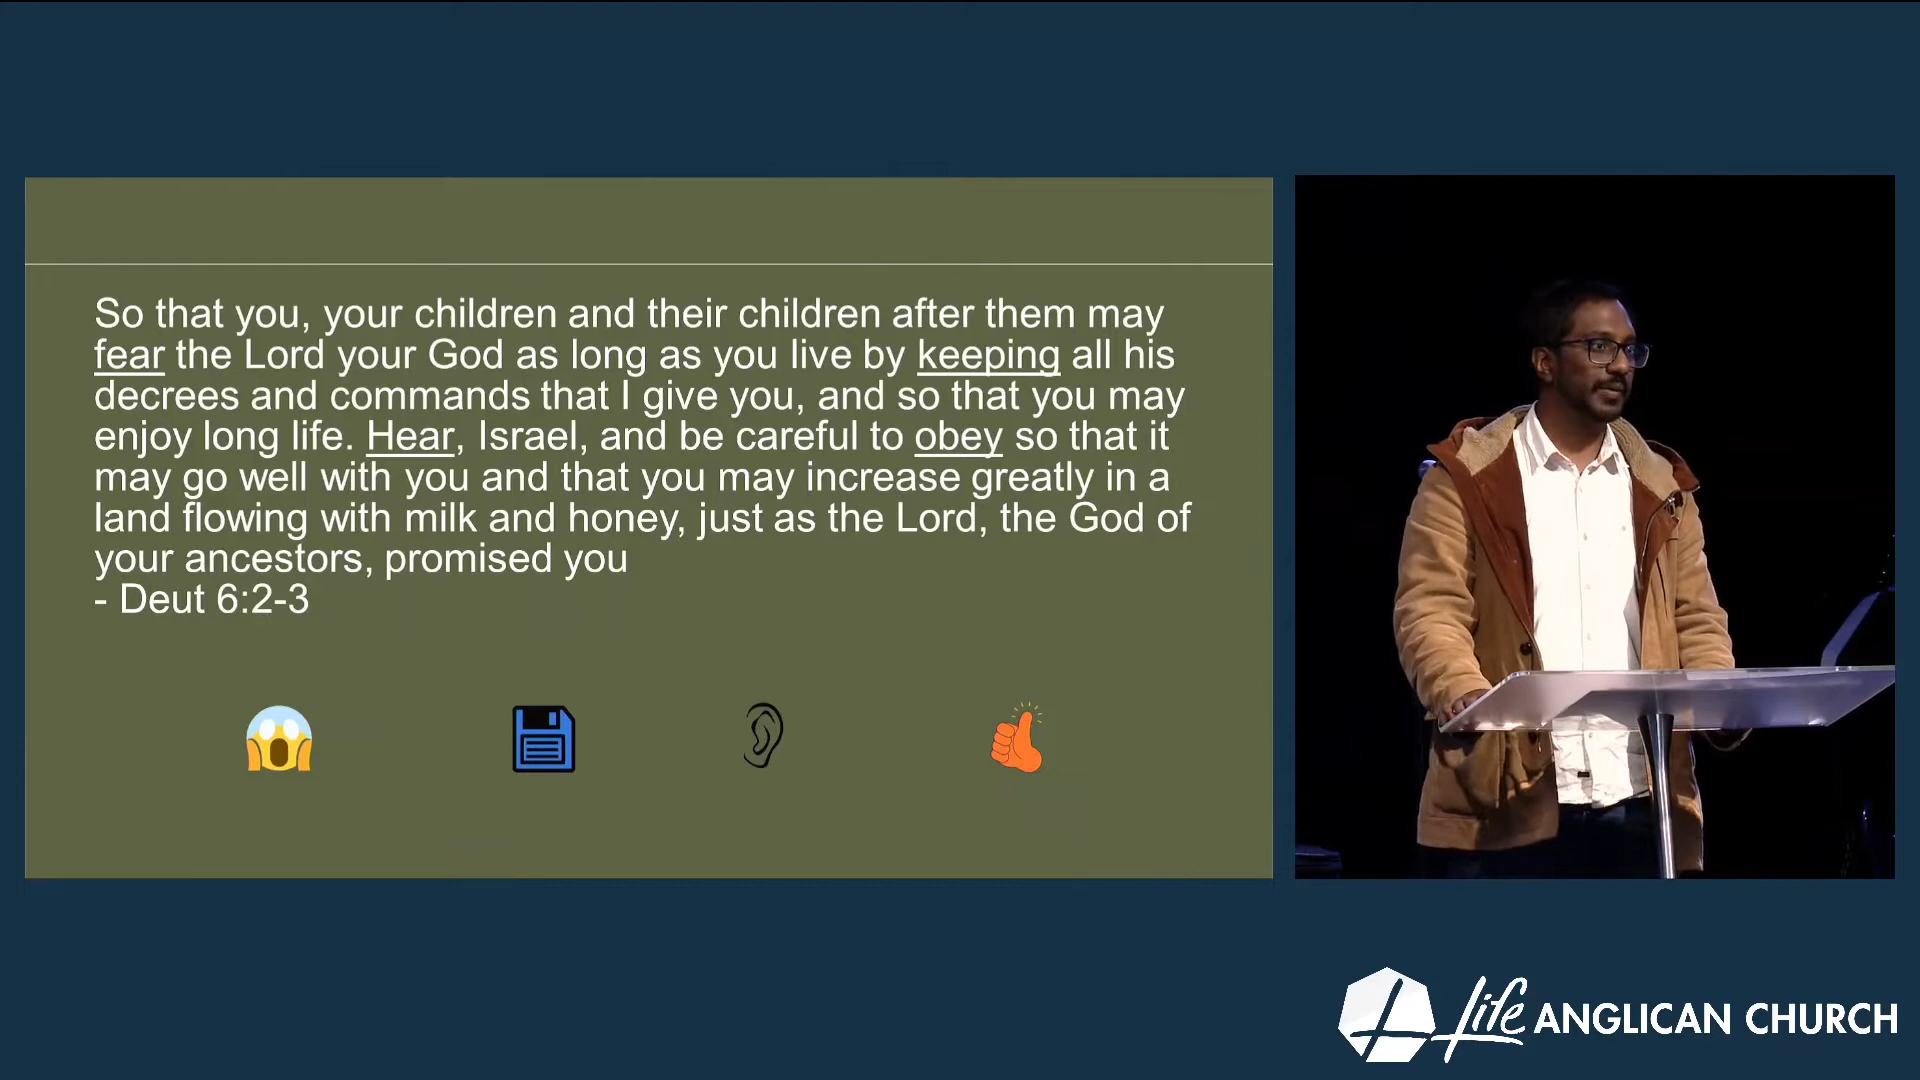 So that you, your children and their children after them may
fear the Lord your God as long as you live by keeping all his
decrees and commands that I give you, and so that you may
enjoy long life. Hear, Israel, and be careful to obey so that it
may go well with you and that you may increase greatly in a
land flowing with milk and honey, just as the Lord, the God of
your ancestors, promised you
- Deut 6:2-3
Life ANGLICAN CHURCH